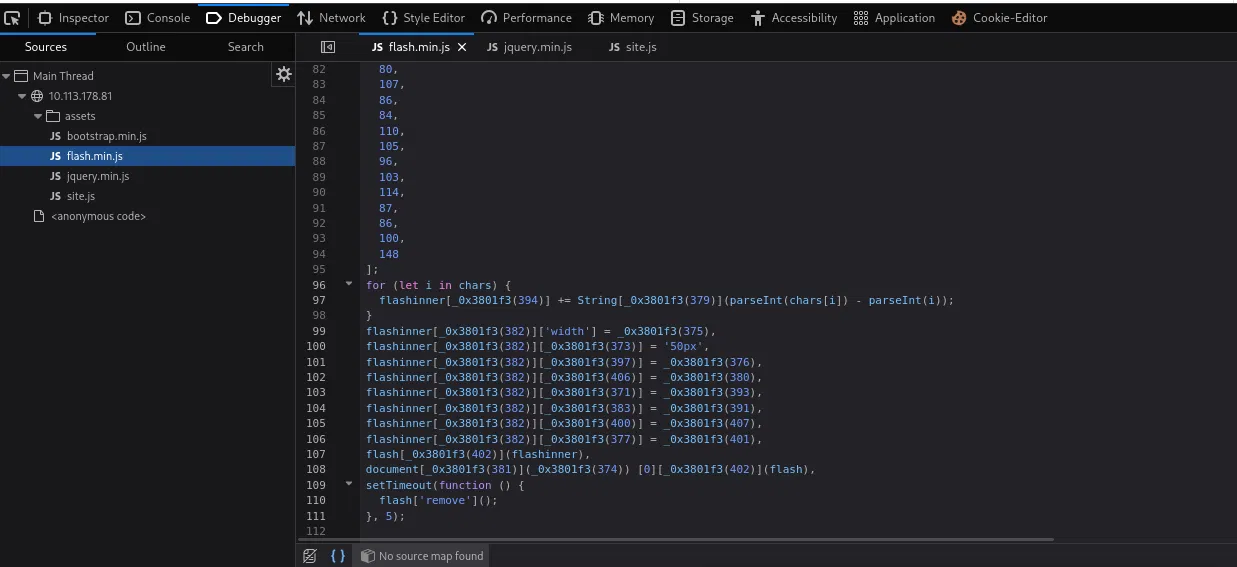 Inspector Console Debugger Network Style Editor Performance Memory Storage Accessibility Application Cookie-Editor
Sources Outline Search
JS flash.min.js JS jquery.min.js JS site.js
Main Thread
10.113.178.81
assets
JS bootstrap.min.js
JS flash.min.js
JS jquery.min.js
JS site.js
<anonymous code>
82 80,
83 107,
84 86,
85 84,
86 110,
87 105,
88 96,
89 103,
90 114,
91 87,
92 86,
93 100,
94 148
95 ];
96 for (let i in chars) {
97 flashinner[_0x3801f3(394)] += String[_0x3801f3(379)](parseInt(chars[i]) - parseInt(i));
98 }
99 flashinner[_0x3801f3(382)]['width'] = _0x3801f3(375),
100 flashinner[_0x3801f3(382)][_0x3801f3(373)] = '50px',
101 flashinner[_0x3801f3(382)][_0x3801f3(397)] = _0x3801f3(376),
102 flashinner[_0x3801f3(382)][_0x3801f3(406)] = _0x3801f3(380),
103 flashinner[_0x3801f3(382)][_0x3801f3(371)] = _0x3801f3(393),
104 flashinner[_0x3801f3(382)][_0x3801f3(383)] = _0x3801f3(391),
105 flashinner[_0x3801f3(382)][_0x3801f3(400)] = _0x3801f3(407),
106 flashinner[_0x3801f3(382)][_0x3801f3(377)] = _0x3801f3(401),
107 flash[_0x3801f3(402)](flashinner),
108 document[_0x3801f3(381)](_0x3801f3(374)) [0][_0x3801f3(402)](flash),
109 setTimeout(function () {
110 flash['remove']();
111 }, 5);
112
{ } No source map found